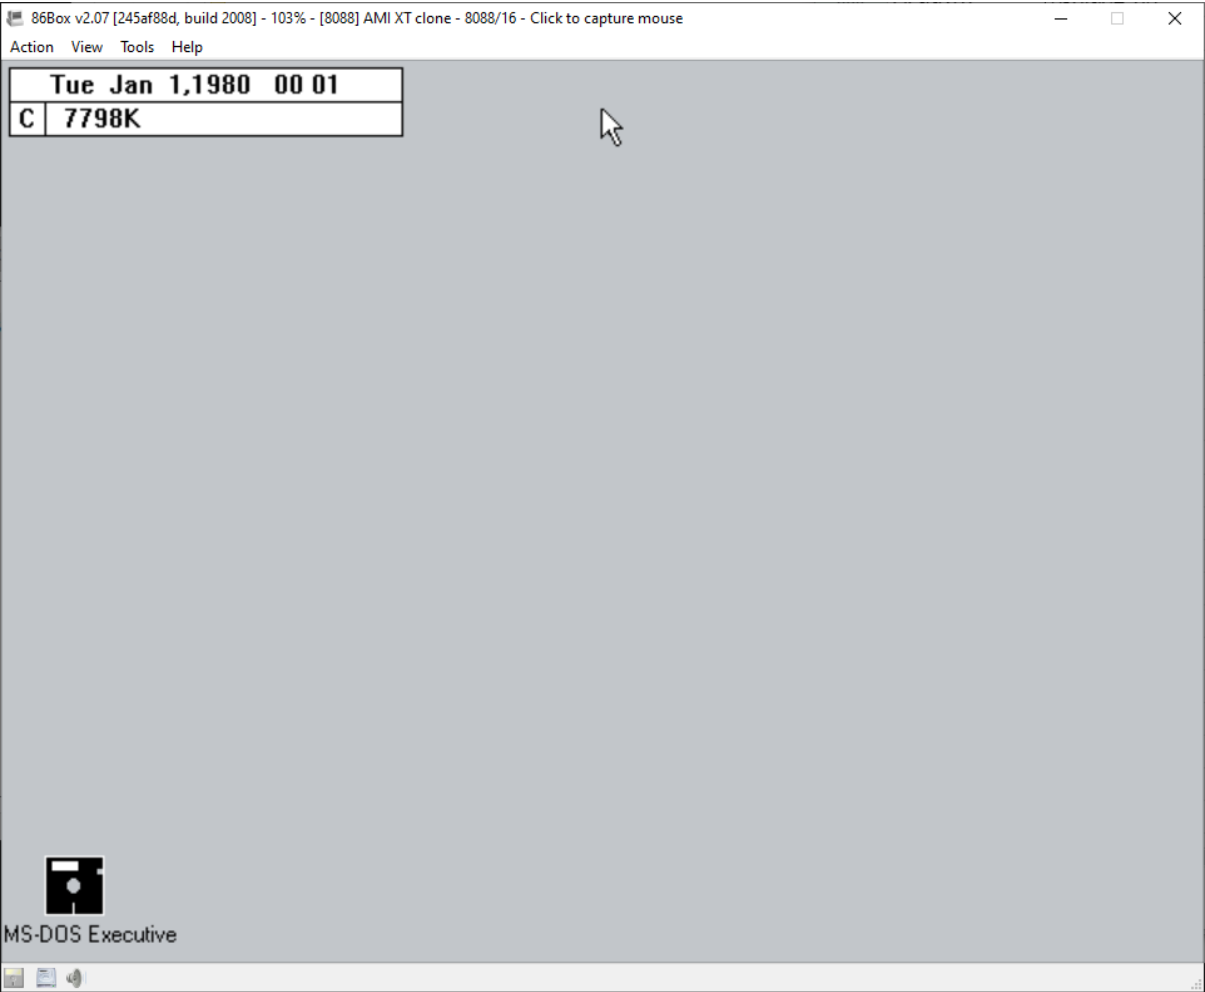 86Box v2.07 [245af88d, build 2008] - 103% - [8088] AMI XT clone - 8088/16 - Click to capture mouse
Action View Tools Help
Tue Jan 1,1980 00 01
C 7798K
MS-DOS Executive